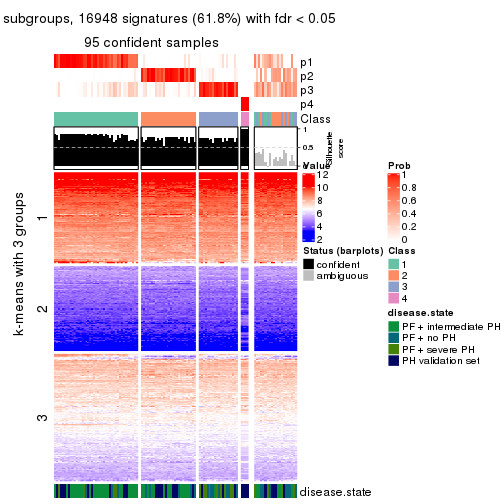 subgroups, 16948 signatures (61.8%) with fdr < 0.05
95 confident samples
p1
p2
p3
p4
Class
1
0.5
0
Silhouette
score
k-means with 3 groups
1
2
3
disease.state
Value
12
10
8
6
4
2
Prob
1
0.8
0.6
0.4
0.2
0
Status (barplots)
confident
ambiguous
Class
1
2
3
4
disease.state
PF + intermediate PH
PF + no PH
PF + severe PH
PH validation set